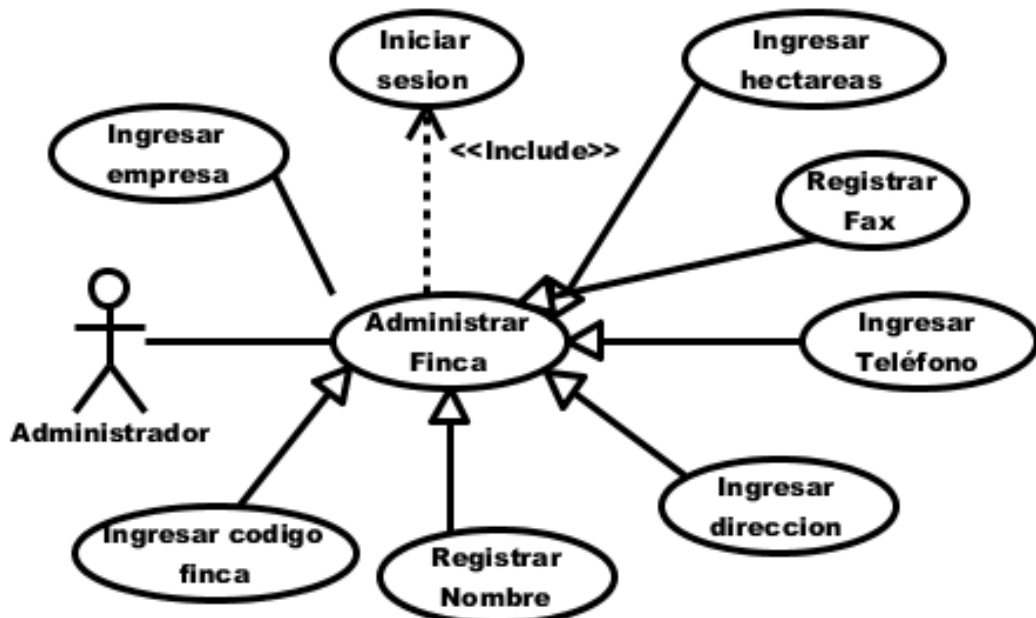 Iniciar
sesion
Ingresar
hectareas
Ingresar
empresa
<<Include>>
Registrar
Fax
Administrar
Finca
Ingresar
Teléfono
Administrador
Ingresar
direccion
Ingresar codigo
finca
Registrar
Nombre